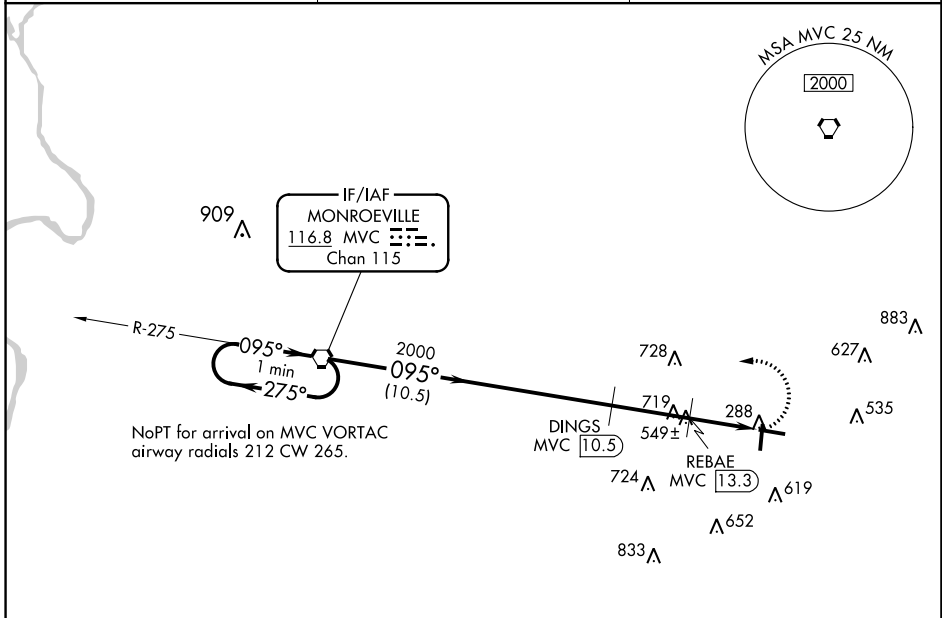 MSA MVC 25 NM
2000
IF/IAF
MONROEVILLE
116.8 MVC
Chan 115
909
R-275
095°
1 min
275°
2000
095°
(10.5)
NoPT for arrival on MVC VORTAC
airway radials 212 CW 265.
883
627
728
535
719
288
549±
DINGS
MVC 10.5
REBAE
MVC 13.3
724
619
652
833